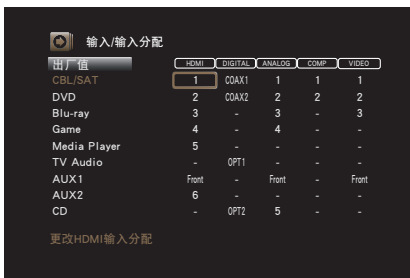 输入/输入分配
出厂值 HDMI DIGITAL ANALOG COMP VIDEO
CBL/SAT 1 COAX1 1 1 1
DVD 2 COAX2 2 2 2
Blu-ray 3 - 3 - 3
Game 4 - 4 - -
Media Player 5 - - - -
TV Audio - OPT1 - - -
AUX1 Front - Front - Front
AUX2 6 - - - -
CD - OPT2 5 - -
更改HDMI输入分配